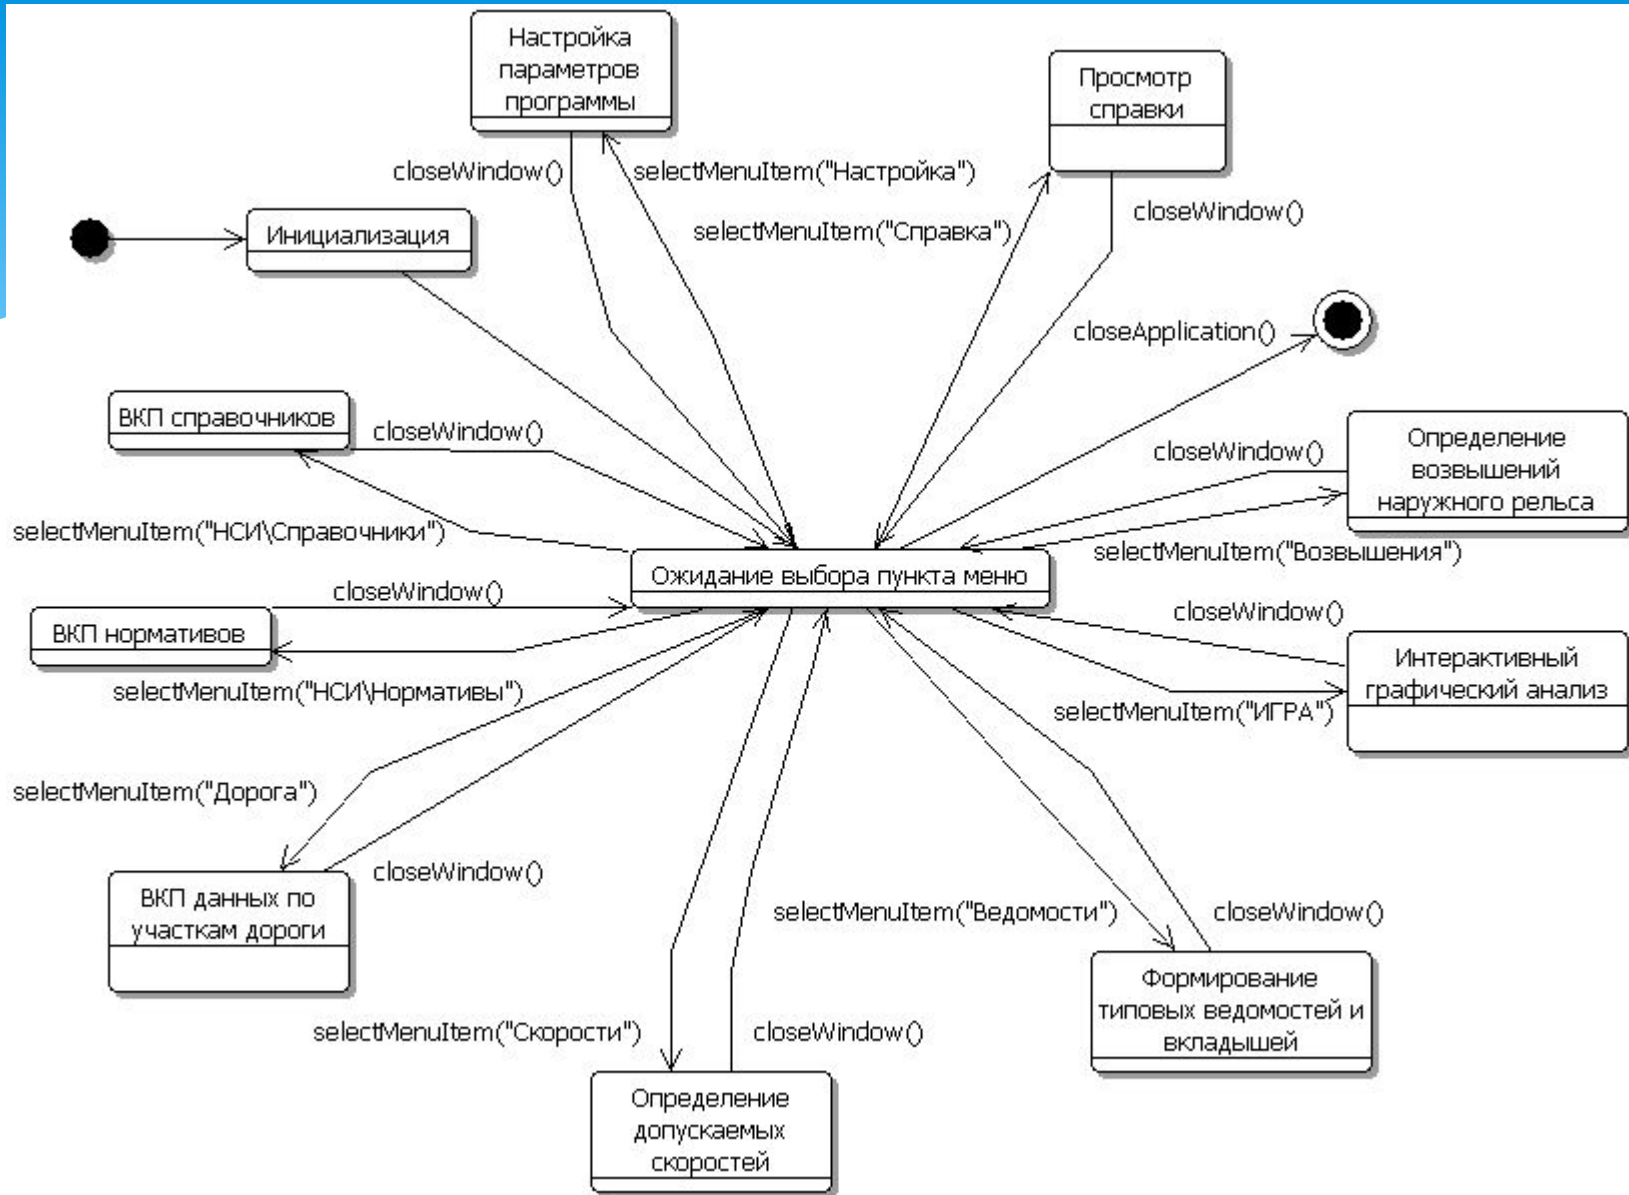 Настройка
параметров
программы
Просмотр
справки
closeWindow()
selectMenuItem("Настройка")
closeWindow()
selectMenuItem("Справка")
Инициализация
closeApplication()
ВКП справочников
closeWindow()
closeWindow()
Определение
возвышений
наружного рельса
selectMenuItem("НСИ\Справочники")
selectMenuItem("Возвышения")
Ожидание выбора пункта меню
closeWindow()
closeWindow()
ВКП нормативов
Интерактивный
графический анализ
selectMenuItem("НСИ\Нормативы")
selectMenuItem("ИГРА")
selectMenuItem("Дорога")
closeWindow()
ВКП данных по
участкам дороги
selectMenuItem("Ведомости")
closeWindow()
Формирование
типовых ведомостей и
вкладышей
selectMenuItem("Скорости")
closeWindow()
Определение
допускаемых
скоростей